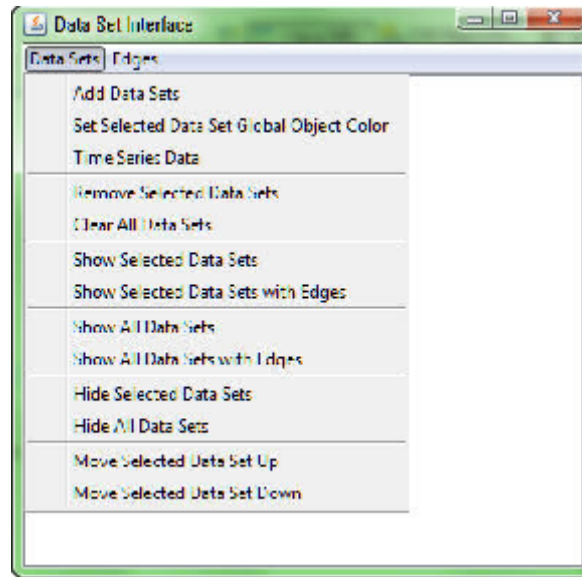 Data Set Interface
Data Sets Edges
Add Data Sets
Set Selected Data Set Global Object Color
Time Series Data
Remove Selected Data Sets
Clear All Data Sets
Show Selected Data Sets
Show Selected Data Sets with Edges
Show All Data Sets
Show All Data Sets with Edges
Hide Selected Data Sets
Hide All Data Sets
Move Selected Data Set Up
Move Selected Data Set Down